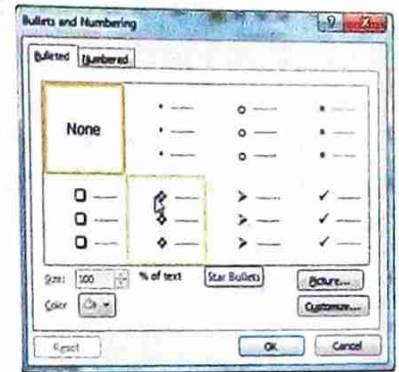 Bullets and Numbering
Bulleted Numbered
None
Size: 100 % of text Star Bullets Picture...
Color Customize...
Reset OK Cancel